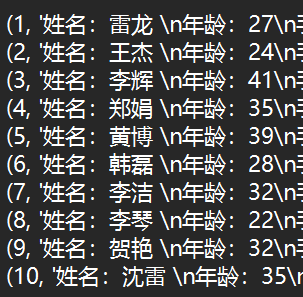 (1, '姓名：雷龙 \n年龄：27\n
(2, '姓名：王杰 \n年龄：24\n
(3, '姓名：李辉 \n年龄：41\n
(4, '姓名：郑娟 \n年龄：35\n
(5, '姓名：黄博 \n年龄：39\n
(6, '姓名：韩磊 \n年龄：28\n
(7, '姓名：李洁 \n年龄：32\n
(8, '姓名：李琴 \n年龄：22\n
(9, '姓名：贺艳 \n年龄：32\n
(10, '姓名：沈雷 \n年龄：35\n